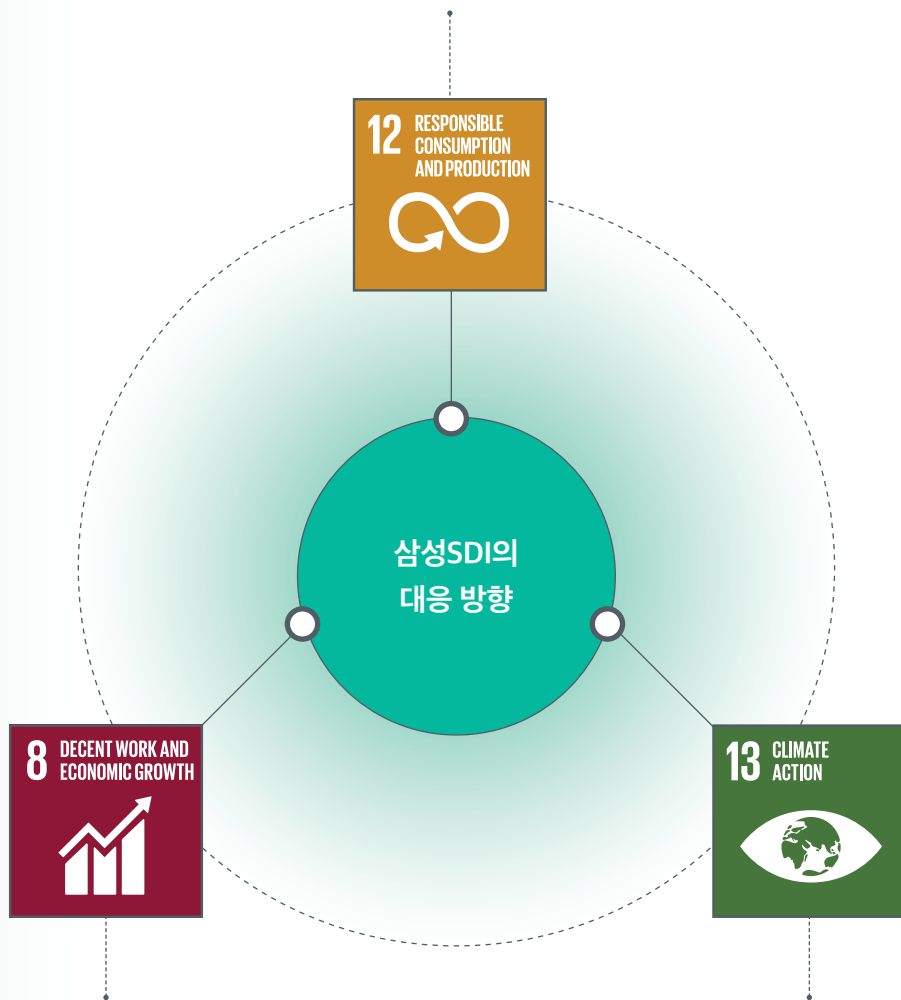 12 RESPONSIBLE
CONSUMPTION
AND PRODUCTION
삼성SDI의
대응 방향
8 DECENT WORK AND
ECONOMIC GROWTH
13 CLIMATE
ACTION